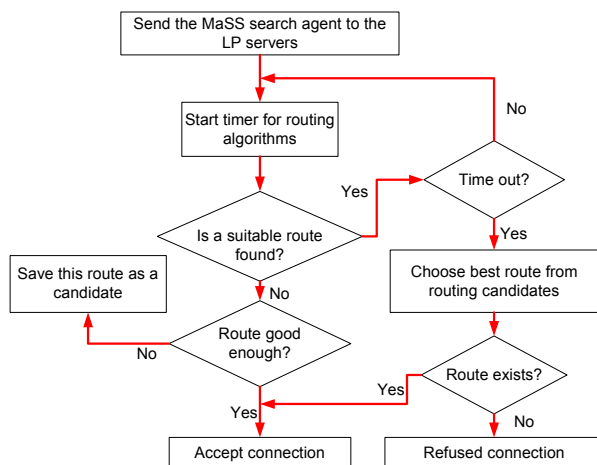 Send the MaSS search agent to the
LP servers
No
Start timer for routing
algorithms
Yes
Time out?
Is a suitable route
found?
Yes
Save this route as a
candidate
Choose best route from
routing candidates
No
Route good
enough?
No
Yes
Route exists?
Yes
No
Accept connection
Refused connection